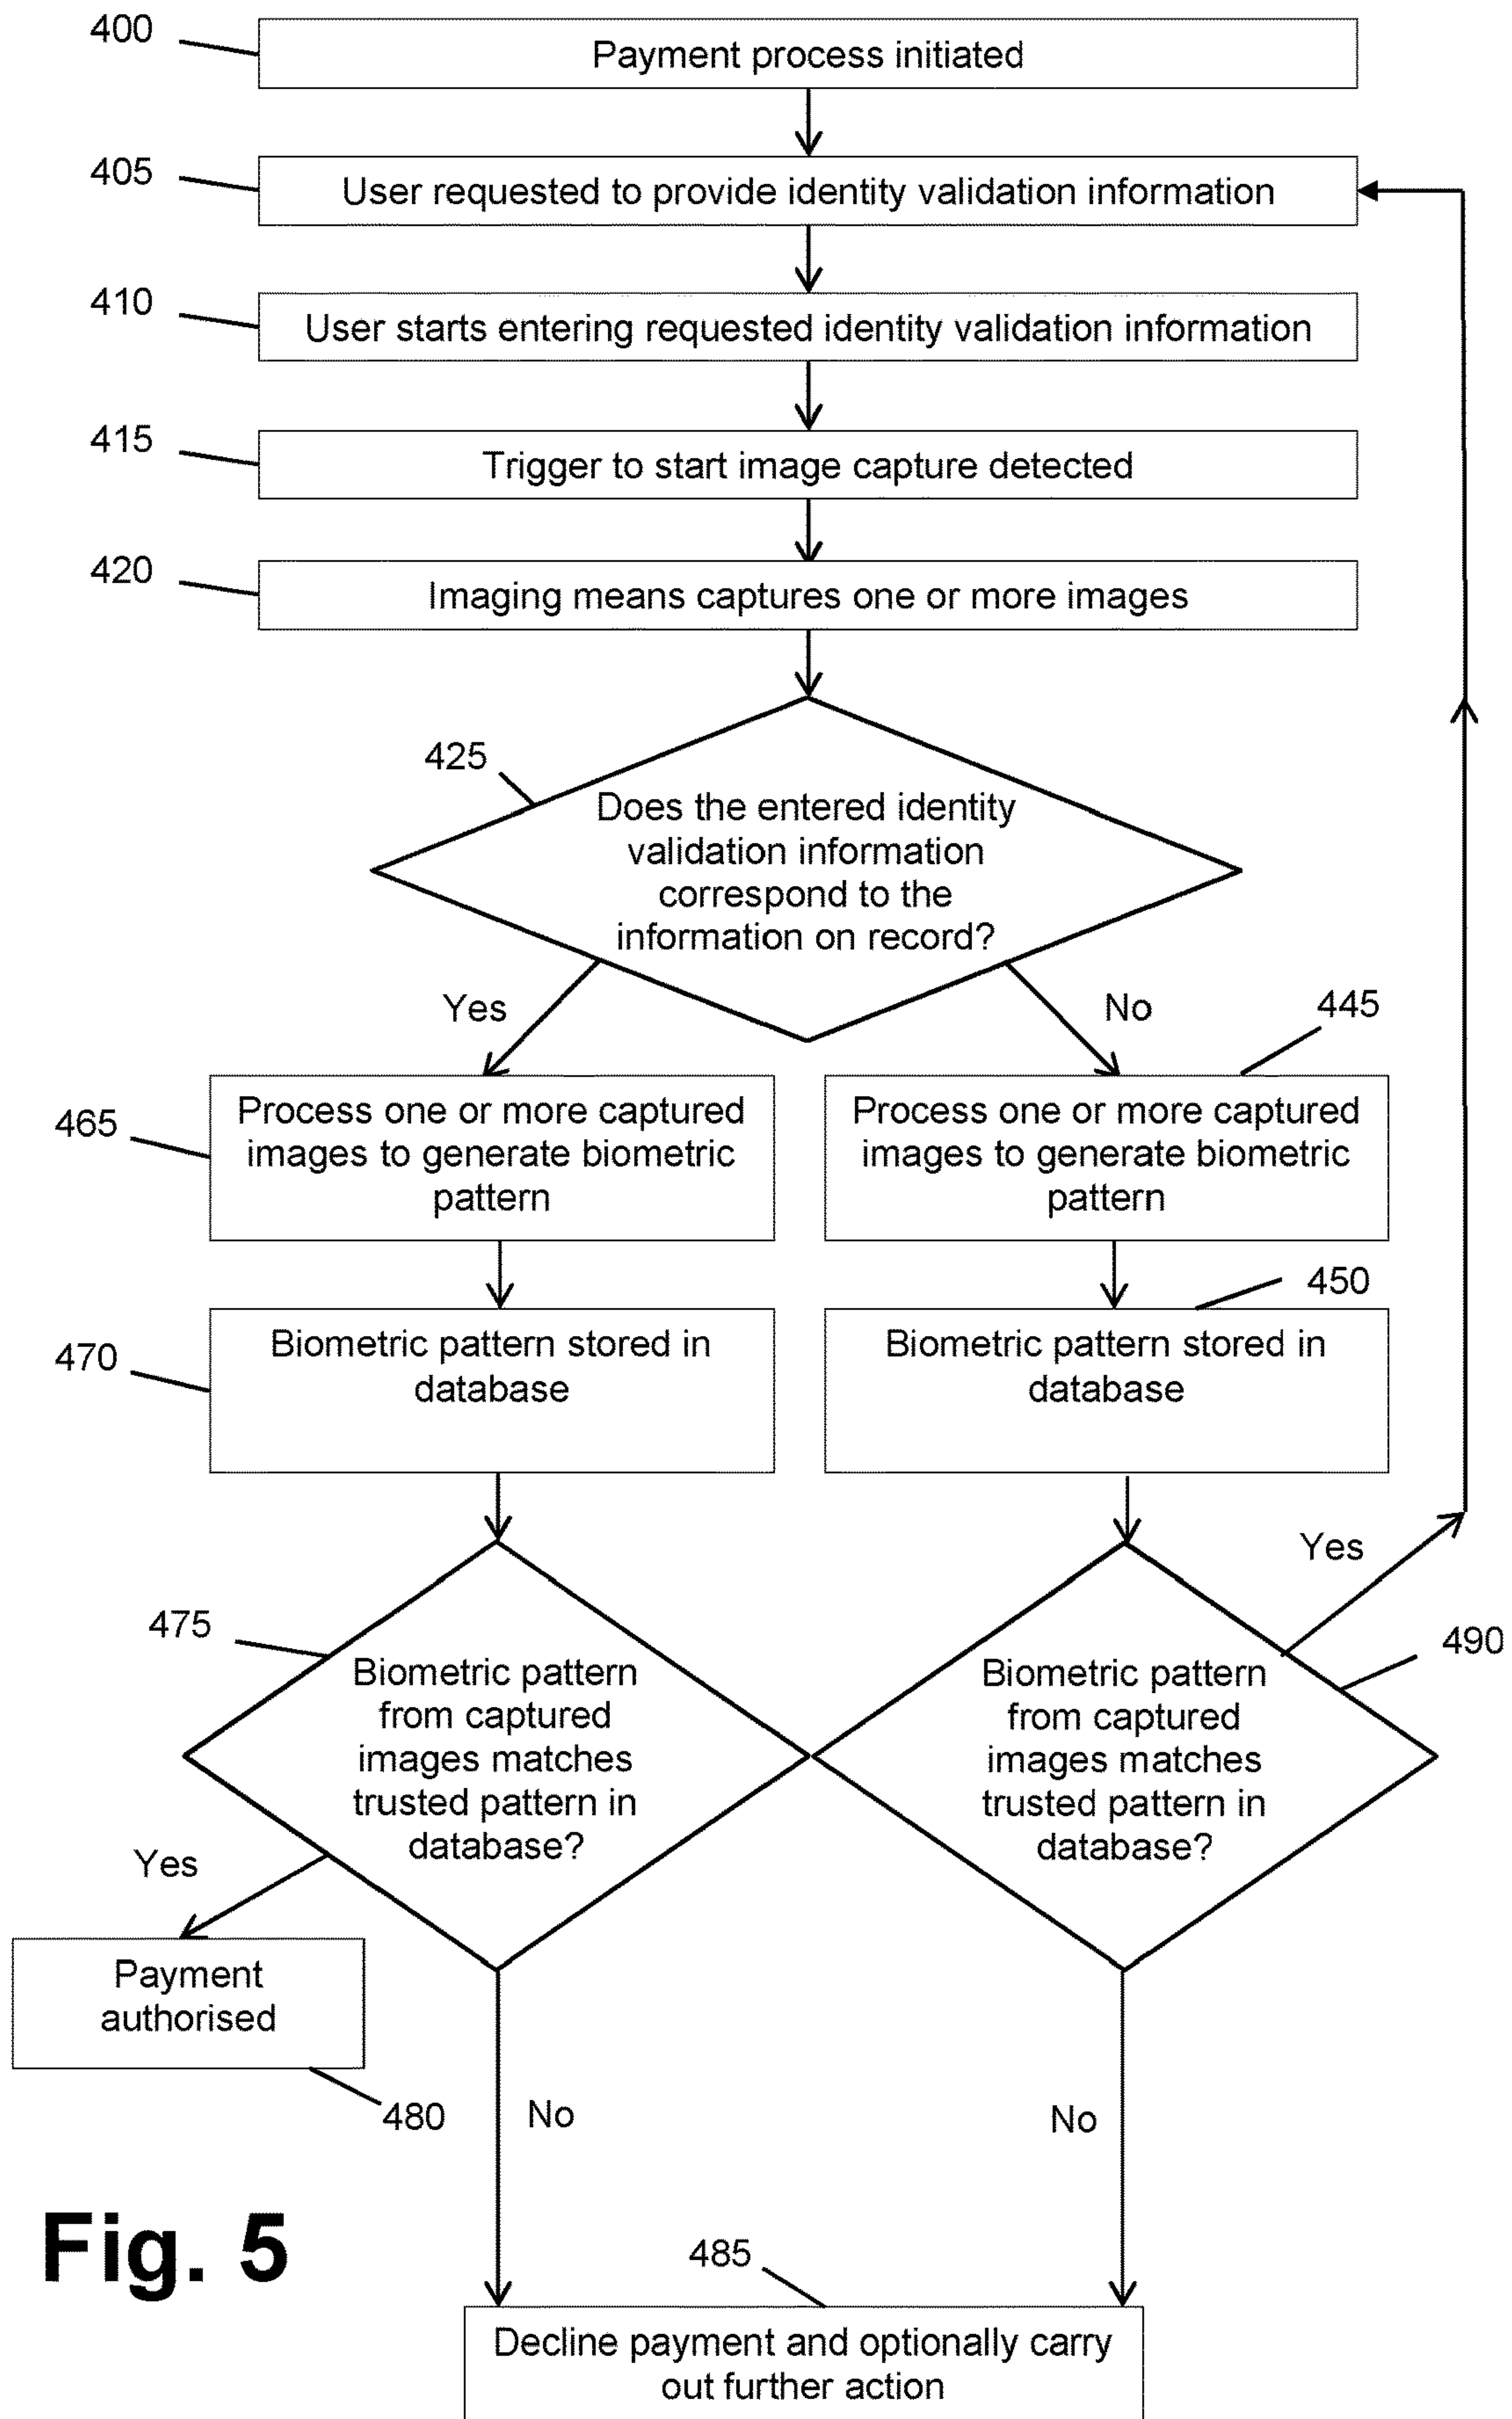 400
Payment process initiated
405
User requested to provide identity validation information
410
User starts entering requested identity validation information
415
Trigger to start image capture detected
420
Imaging means captures one or more images
425
Does the entered identity
validation information
correspond to the
information on record?
Yes
No
445
465
Process one or more captured
images to generate biometric
pattern
Process one or more captured
images to generate biometric
pattern
450
470
Biometric pattern stored in
database
Biometric pattern stored in
database
Yes
475
490
Biometric pattern
from captured
images matches
trusted pattern in
database?
Biometric pattern
from captured
images matches
trusted pattern in
database?
Yes
Payment
authorised
480
No
No
Fig. 5
485
Decline payment and optionally carry
out further action